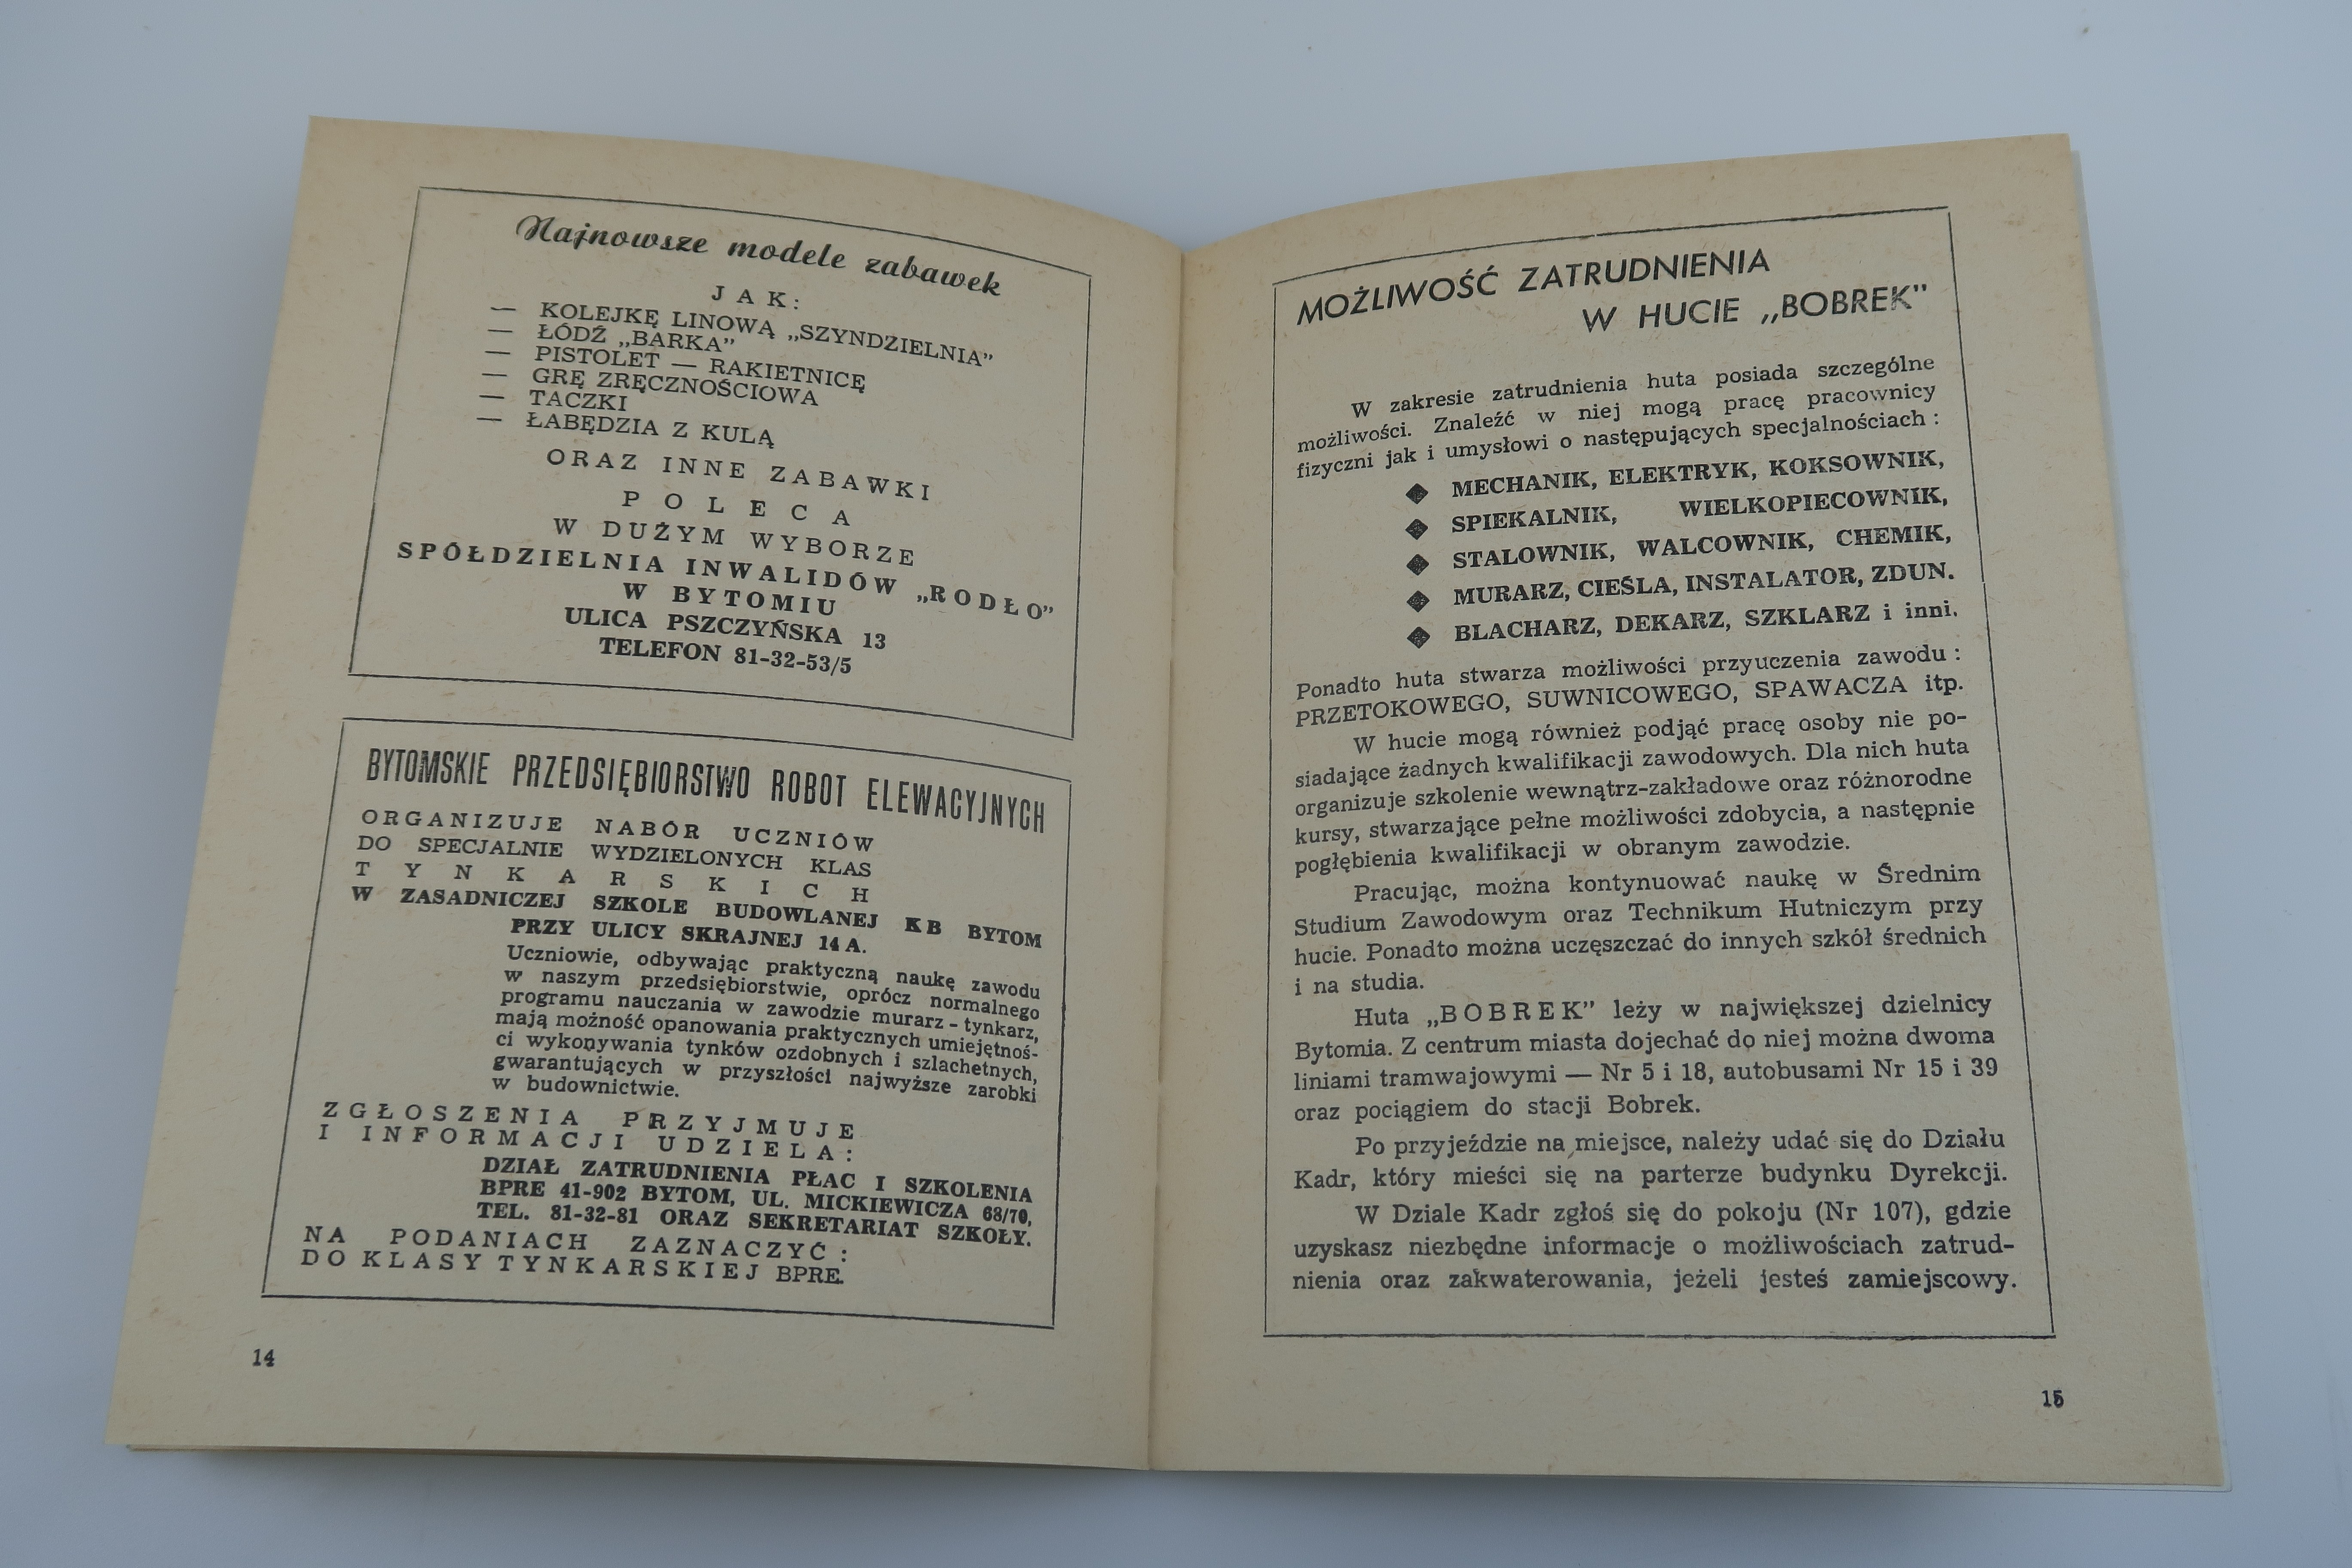 Najnowsze modele zabawek
JAK:
— KOLEJKĘ LINOWĄ „SZYNDZIELNIA”
— ŁÓDŹ „BARKA”
— PISTOLET — RAKIETNICĘ
— GRĘ ZRĘCZNOŚCIOWA
— TACZKI
— ŁABĘDZIA Z KULĄ
ORAZ INNE ZABAWKI
POLECA
W DUŻYM WYBORZE
SPÓŁDZIELNIA INWALIDÓW „RODŁO”
W BYTOMIU
ULICA PSZCZYŃSKA 13
TELEFON 81-32-53/5
BYTOMSKIE PRZEDSIĘBIORSTWO ROBOT ELEWACYJNYCH
ORGANIZUJE NABÓR UCZNIÓW
DO SPECJALNIE WYDZIELONYCH KLAS
TYNKARSKICH
W ZASADNICZEJ SZKOLE BUDOWLANEJ KB BYTOM
PRZY ULICY SKRAJNEJ 14 A.
Uczniowie, odbywając praktyczną naukę zawodu
w naszym przedsiębiorstwie, oprócz normalnego
programu nauczania w zawodzie murarz - tynkarz,
mają możność opanowania praktycznych umiejętnoś-
ci wykonywania tynków ozdobnych i szlachetnych,
gwarantujących w przyszłości najwyższe zarobki
w budownictwie.
ZGŁOSZENIA PRZYJMUJE
I INFORMACJI UDZIELA:
DZIAŁ ZATRUDNIENIA PŁAC I SZKOLENIA
BPRE 41-902 BYTOM, UL. MICKIEWICZA 68/70,
TEL. 81-32-81 ORAZ SEKRETARIAT SZKOŁY.
NA PODANIACH ZAZNACZYĆ:
DO KLASY TYNKARSKIEJ BPRE.
14
MOŻLIWOŚĆ ZATRUDNIENIA
W HUCIE „BOBREK”
W zakresie zatrudnienia huta posiada szczególne
możliwości. Znaleźć w niej mogą pracę pracownicy
fizyczni jak i umysłowi o następujących specjalnościach :
◆ MECHANIK, ELEKTRYK, KOKSOWNIK,
◆ SPIEKALNIK, WIELKOPIECOWNIK,
◆ STALOWNIK, WALCOWNIK, CHEMIK,
◆ MURARZ, CIEŚLA, INSTALATOR, ZDUN.
◆ BLACHARZ, DEKARZ, SZKLARZ i inni.
Ponadto huta stwarza możliwości przyuczenia zawodu :
PRZETOKOWEGO, SUWNICOWEGO, SPAWACZA itp.
W hucie mogą również podjąć pracę osoby nie po-
siadające żadnych kwalifikacji zawodowych. Dla nich huta
organizuje szkolenie wewnątrz-zakładowe oraz różnorodne
kursy, stwarzające pełne możliwości zdobycia, a następnie
pogłębienia kwalifikacji w obranym zawodzie.
Pracując, można kontynuować naukę w Średnim
Studium Zawodowym oraz Technikum Hutniczym przy
hucie. Ponadto można uczęszczać do innych szkół średnich
i na studia.
Huta „BOBREK” leży w największej dzielnicy
Bytomia. Z centrum miasta dojechać do niej można dwoma
liniami tramwajowymi — Nr 5 i 18, autobusami Nr 15 i 39
oraz pociągiem do stacji Bobrek.
Po przyjeździe na miejsce, należy udać się do Działu
Kadr, który mieści się na parterze budynku Dyrekcji.
W Dziale Kadr zgłoś się do pokoju (Nr 107), gdzie
uzyskasz niezbędne informacje o możliwościach zatrud-
nienia oraz zakwaterowania, jeżeli jesteś zamiejscowy.
15